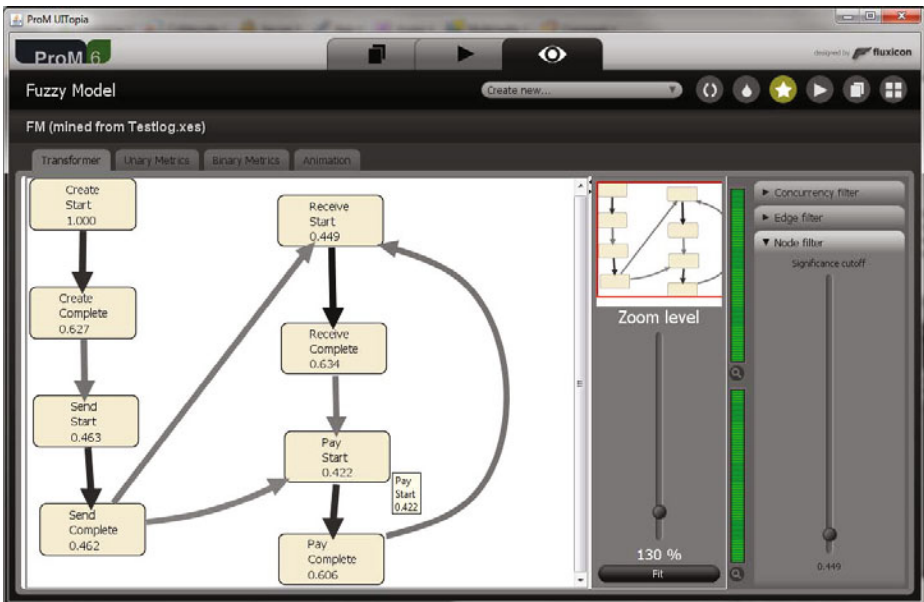 ProM UITopia
ProM 6
designed by fluxicon
Fuzzy Model
Create new...
FM (mined from Testlog.xes)
Transformer
Unary Metrics
Binary Metrics
Animation
Create
Start
1.000
Create
Complete
0.627
Send
Start
0.463
Send
Complete
0.462
Receive
Start
0.449
Receive
Complete
0.634
Pay
Start
0.422
Pay
Start
0.422
Pay
Complete
0.606
Zoom level
130 %
Fit
Concurrency filter
Edge filter
Node filter
Significance cutoff
0.449